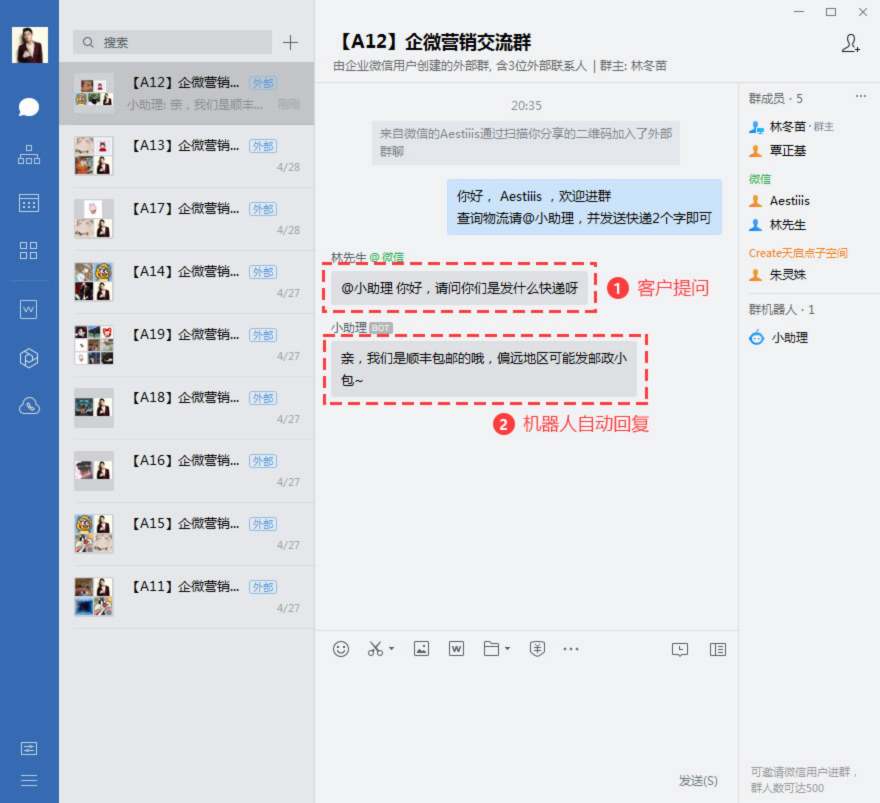 搜索
【A12】企微营销... 外部
小助理: 亲，我们是顺丰... 刚刚
【A13】企微营销... 外部
4/28
【A17】企微营销... 外部
4/28
【A14】企微营销... 外部
4/27
【A19】企微营销... 外部
4/27
【A18】企微营销... 外部
4/27
【A16】企微营销... 外部
4/27
【A15】企微营销... 外部
4/27
【A11】企微营销... 外部
4/27
【A12】企微营销交流群
由企业微信用户创建的外部群, 含3位外部联系人 | 群主: 林冬苗
20:35
来自微信的Aestiiis通过扫描你分享的二维码加入了外部
群聊
你好， Aestiiis ，欢迎进群
查询物流请@小助理，并发送快递2个字即可
林先生 @微信
@小助理 你好，请问你们是发什么快递呀
1 客户提问
小助理 BOT
亲，我们是顺丰包邮的哦，偏远地区可能发邮政小
包~
2 机器人自动回复
发送(S)
群成员 · 5
林冬苗 · 群主
覃正基
微信
Aestiiis
林先生
Create天启点子空间
朱灵姝
群机器人 · 1
小助理
可邀请微信用户进群，
群人数可达500